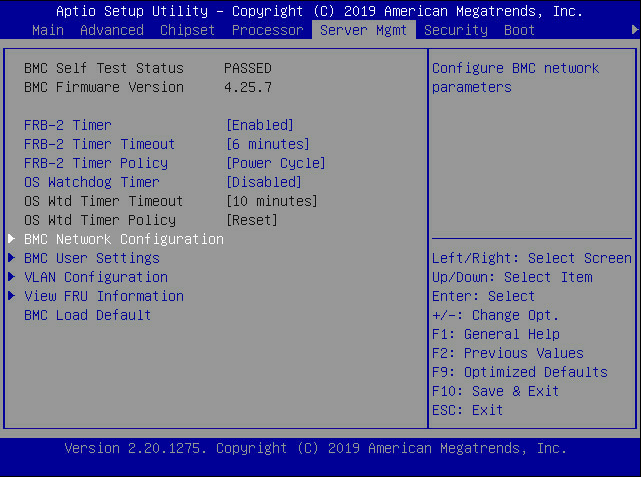 Aptio Setup Utility – Copyright (C) 2019 American Megatrends, Inc.
Main Advanced Chipset Processor Server Mgmt Security Boot
BMC Self Test Status PASSED
BMC Firmware Version 4.25.7
FRB-2 Timer [Enabled]
FRB-2 Timer Timeout [6 minutes]
FRB-2 Timer Policy [Power Cycle]
OS Watchdog Timer [Disabled]
OS Wtd Timer Timeout [10 minutes]
OS Wtd Timer Policy [Reset]
BMC Network Configuration
BMC User Settings
VLAN Configuration
View FRU Information
BMC Load Default
Configure BMC network
parameters
Left/Right: Select Screen
Up/Down: Select Item
Enter: Select
+/-: Change Opt.
F1: General Help
F2: Previous Values
F9: Optimized Defaults
F10: Save & Exit
ESC: Exit
Version 2.20.1275. Copyright (C) 2019 American Megatrends, Inc.